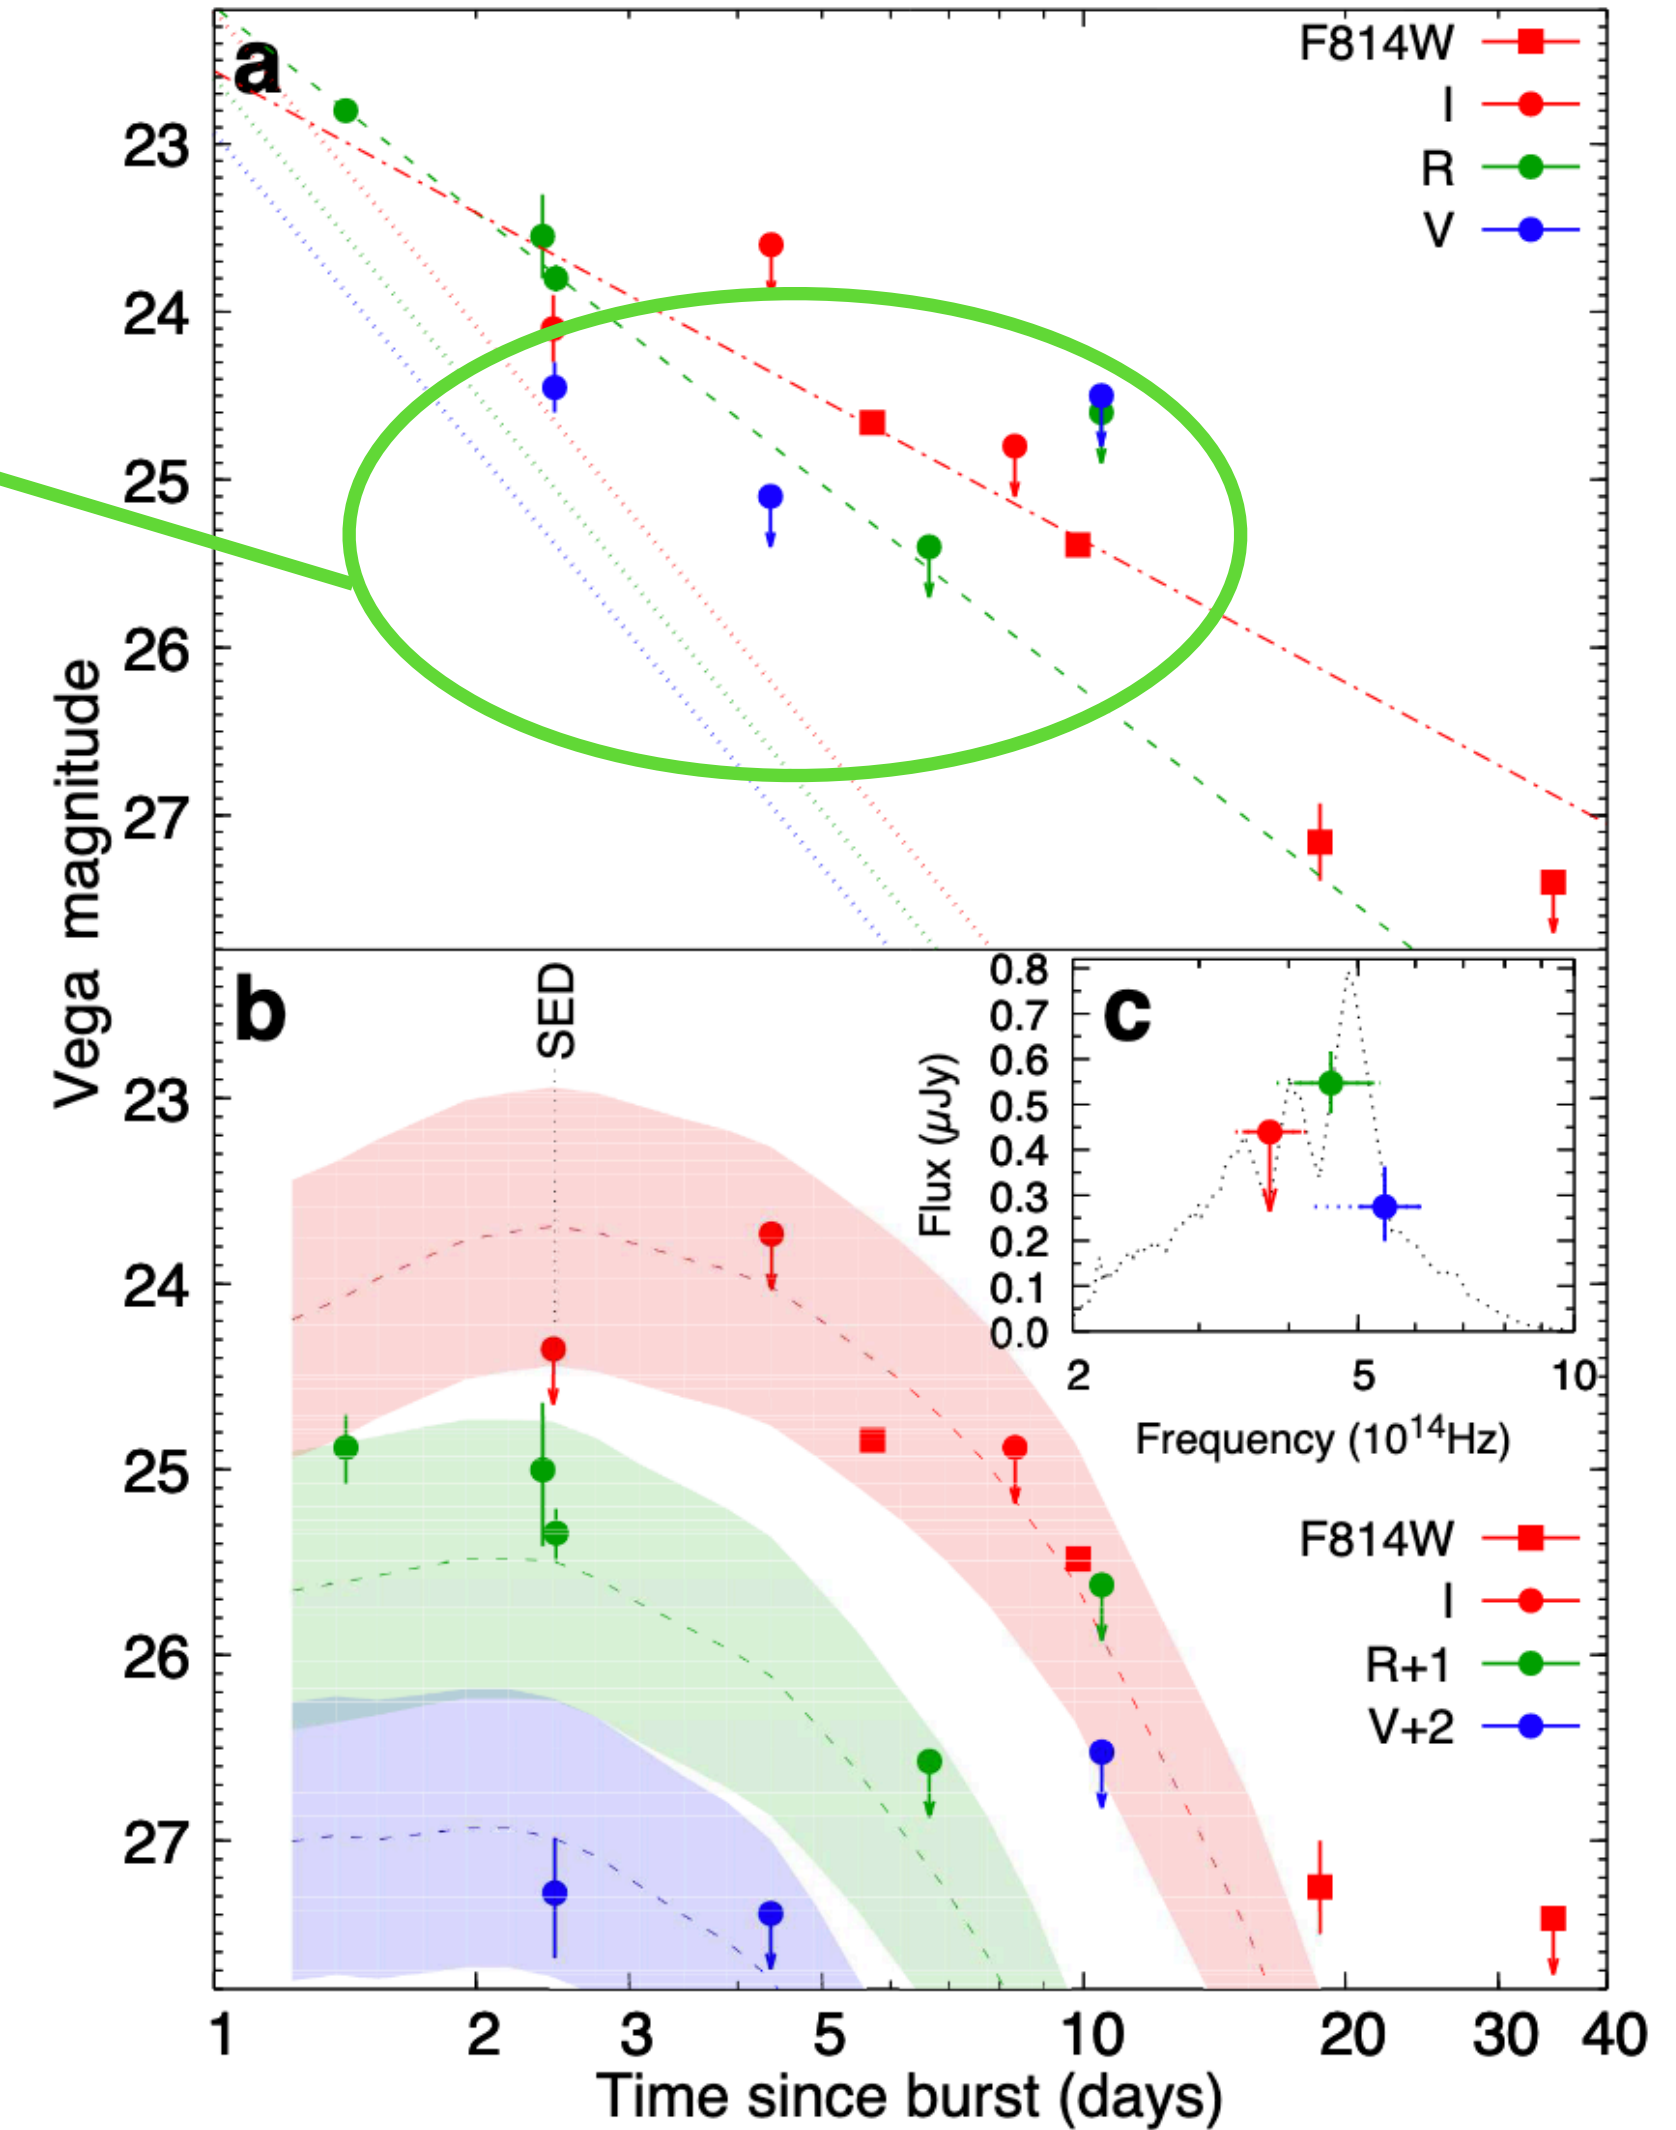 a
F814W
I
R
V
23
24
25
26
27
Vega magnitude
b
SED
23
24
25
26
27
c
0.8
0.7
0.6
0.5
0.4
0.3
0.2
0.1
0.0
Flux (μJy)
2 5 10
Frequency (10¹⁴Hz)
F814W
I
R+1
V+2
1 2 3 5 10 20 30 40
Time since burst (days)